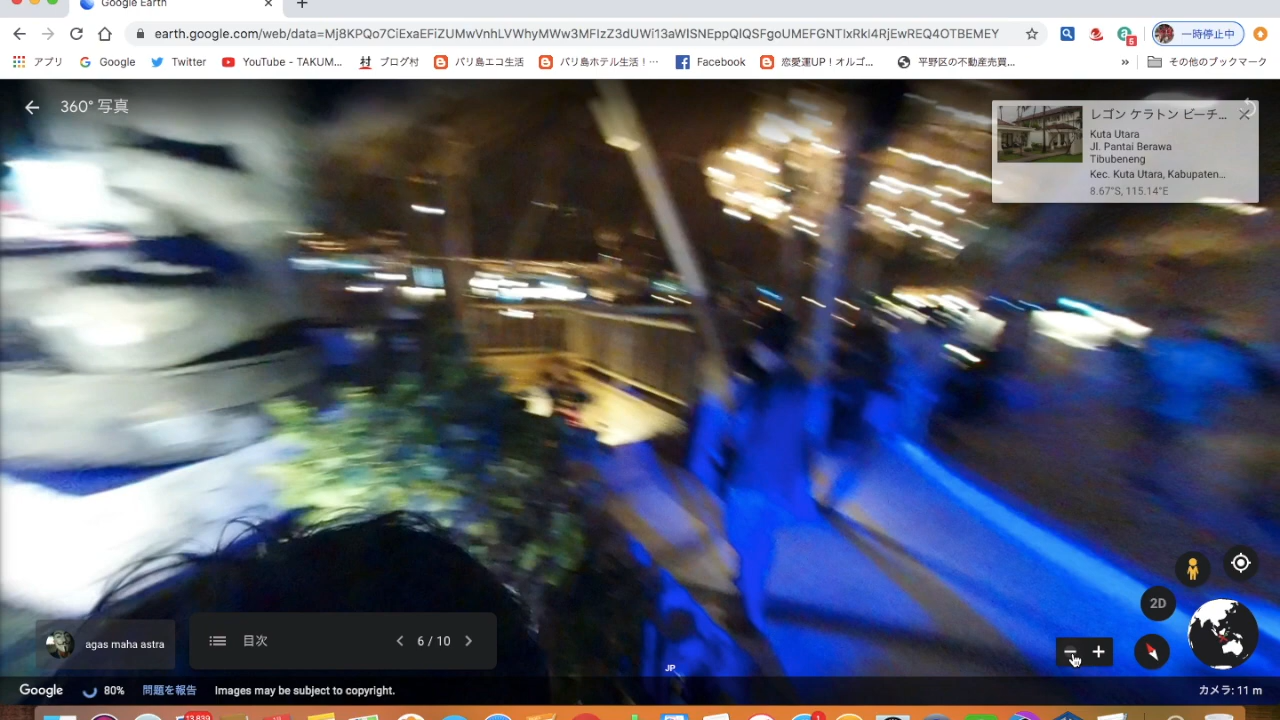 Google Earth
earth.google.com/web/data=Mj8KPQo7CiExaEFiZUMwVnhLVWhyMWw3MFIzZ3dUWi13aWISNEppQIQSFgoUMEFGNTIxRki4RjEwREQ4OTBEMEY
5
一時停止中
アプリ
Google
Twitter
YouTube - TAKUM...
ブログ村
バリ島エコ生活
バリ島ホテル生活！…
Facebook
恋愛運UP！オルゴ...
平野区の不動産売買...
»
その他のブックマーク
360° 写真
レゴン ケラトン ビーチ...
Kuta Utara
Jl. Pantai Berawa
Tibubeneng
Kec. Kuta Utara, Kabupaten...
8.67°S, 115.14°E
2D
agas maha astra
目次
6 / 10
JP
Google
80%
問題を報告
Images may be subject to copyright.
カメラ: 11 m
13,839
1